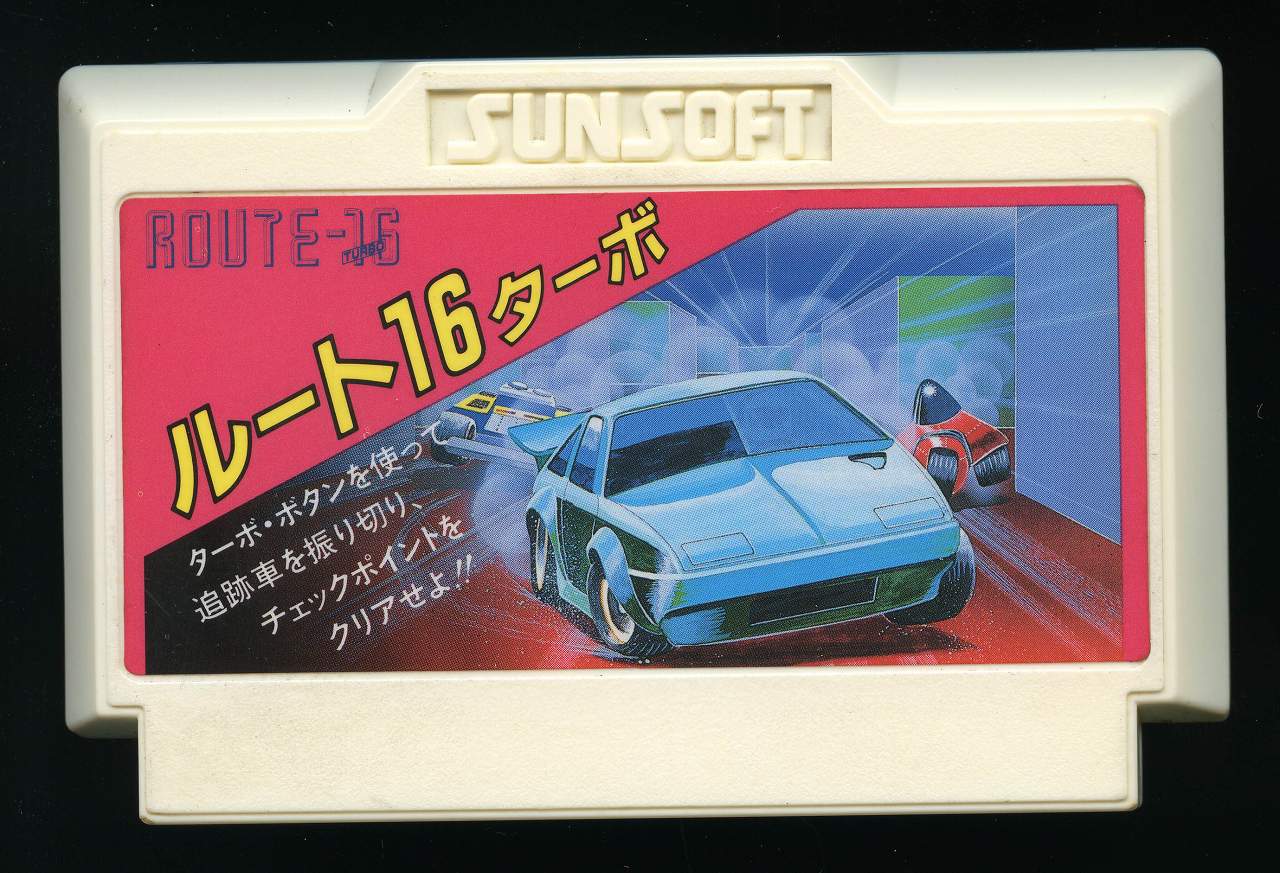 SUNSOFT
ROUTE-16
TURBO
ルート16ターボ
ターボ・ボタンを使って
追跡車を振り切り、
チェックポイントを
クリアせよ!!